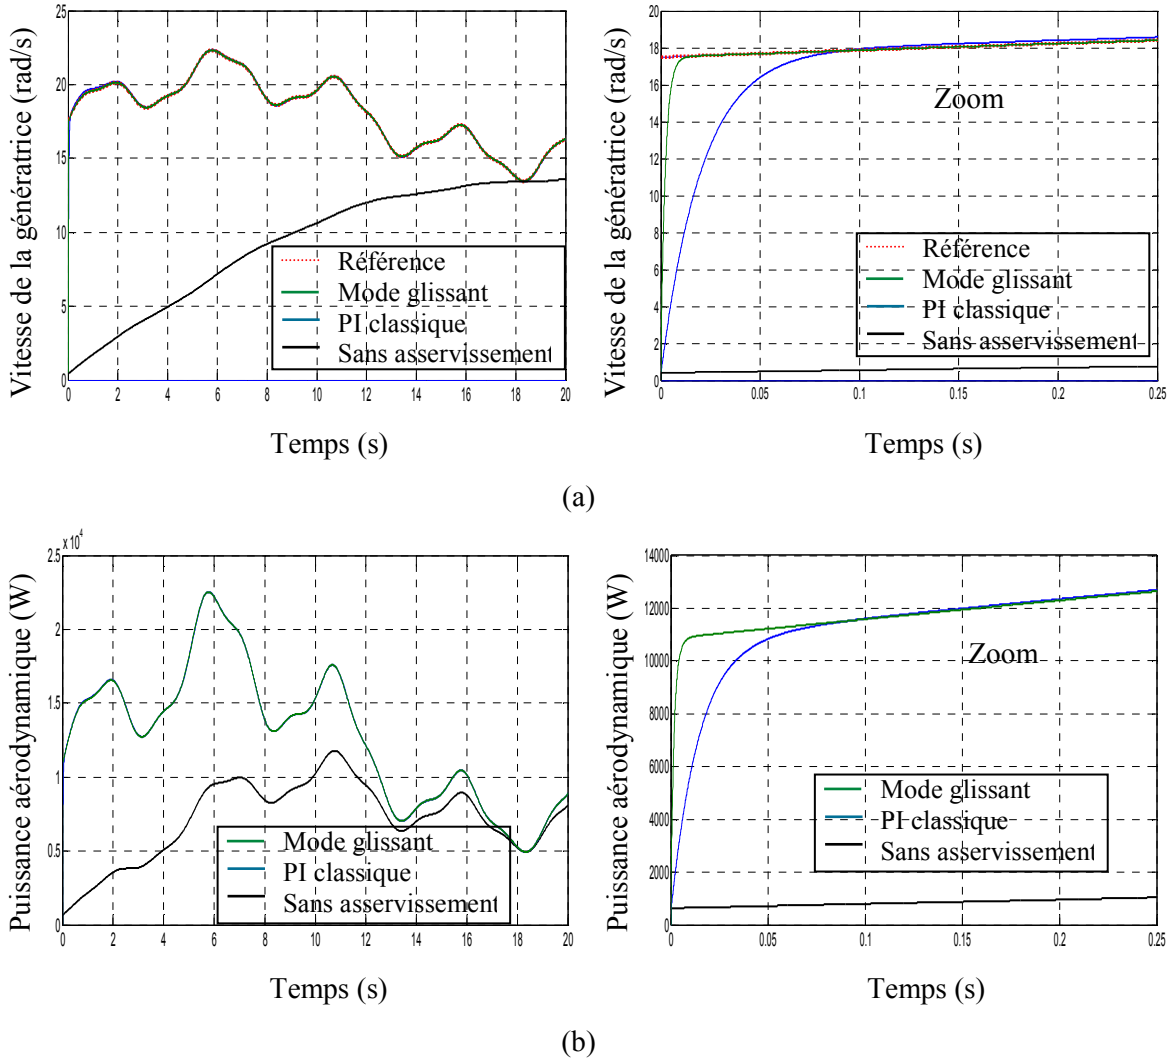 Vitesse de la génératrice (rad/s)
25
20
15
10
5
0
0 2 4 6 8 10 12 14 16 18 20
Référence
Mode glissant
PI classique
Sans asservissement
Temps (s)
Vitesse de la génératrice (rad/s)
20
18
16
14
12
10
8
6
4
2
0
0 0.05 0.1 0.15 0.2 0.25
Zoom
Référence
Mode glissant
PI classique
Sans asservissement
Temps (s)
(a)
Puissance aérodynamique (W)
x 10⁴
2.5
2
1.5
1
0.5
0
0 2 4 6 8 10 12 14 16 18 20
Mode glissant
PI classique
Sans asservissement
Temps (s)
Puissance aérodynamique (W)
14000
12000
10000
8000
6000
4000
2000
0
0 0.05 0.1 0.15 0.2 0.25
Zoom
Mode glissant
PI classique
Sans asservissement
Temps (s)
(b)